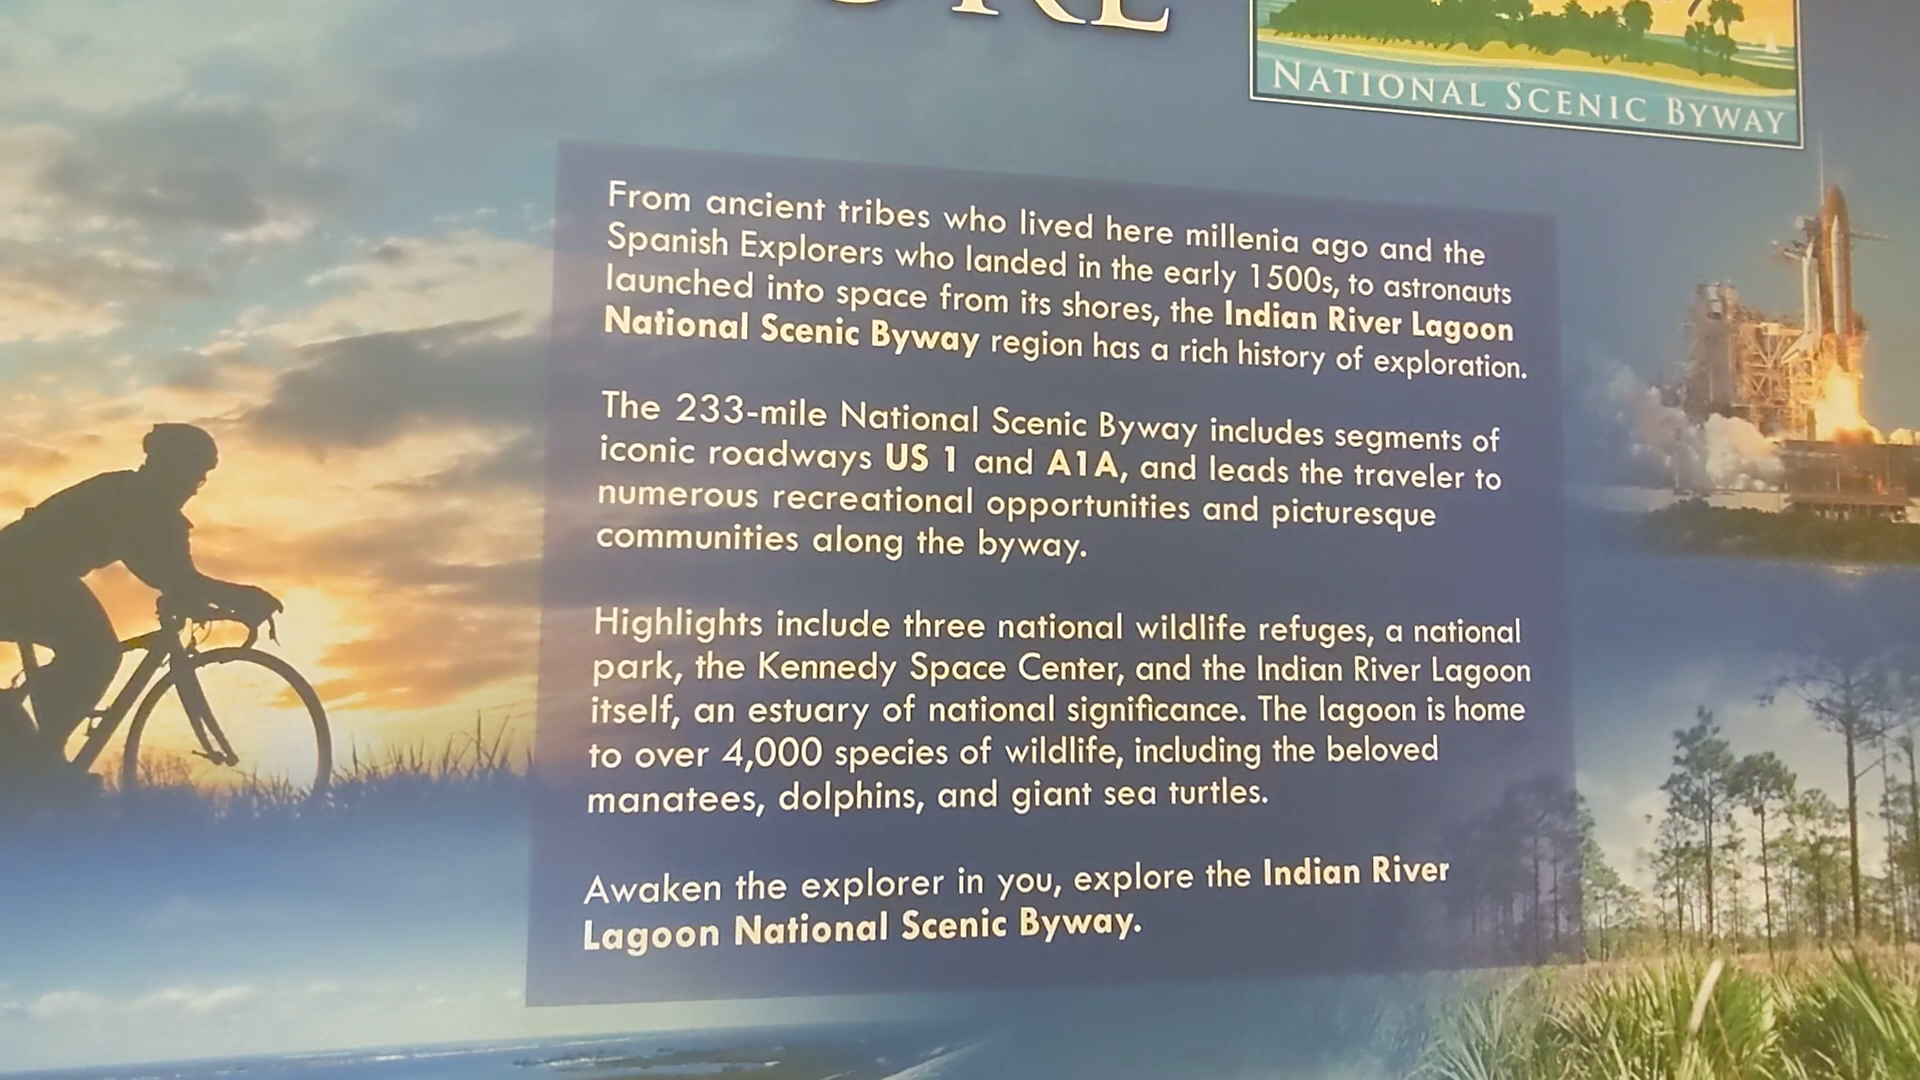 NATIONAL SCENIC BYWAY
From ancient tribes who lived here millenia ago and the
Spanish Explorers who landed in the early 1500s, to astronauts
launched into space from its shores, the Indian River Lagoon
National Scenic Byway region has a rich history of exploration.
The 233-mile National Scenic Byway includes segments of
iconic roadways US 1 and A1A, and leads the traveler to
numerous recreational opportunities and picturesque
communities along the byway.
Highlights include three national wildlife refuges, a national
park, the Kennedy Space Center, and the Indian River Lagoon
itself, an estuary of national significance. The lagoon is home
to over 4,000 species of wildlife, including the beloved
manatees, dolphins, and giant sea turtles.
Awaken the explorer in you, explore the Indian River
Lagoon National Scenic Byway.